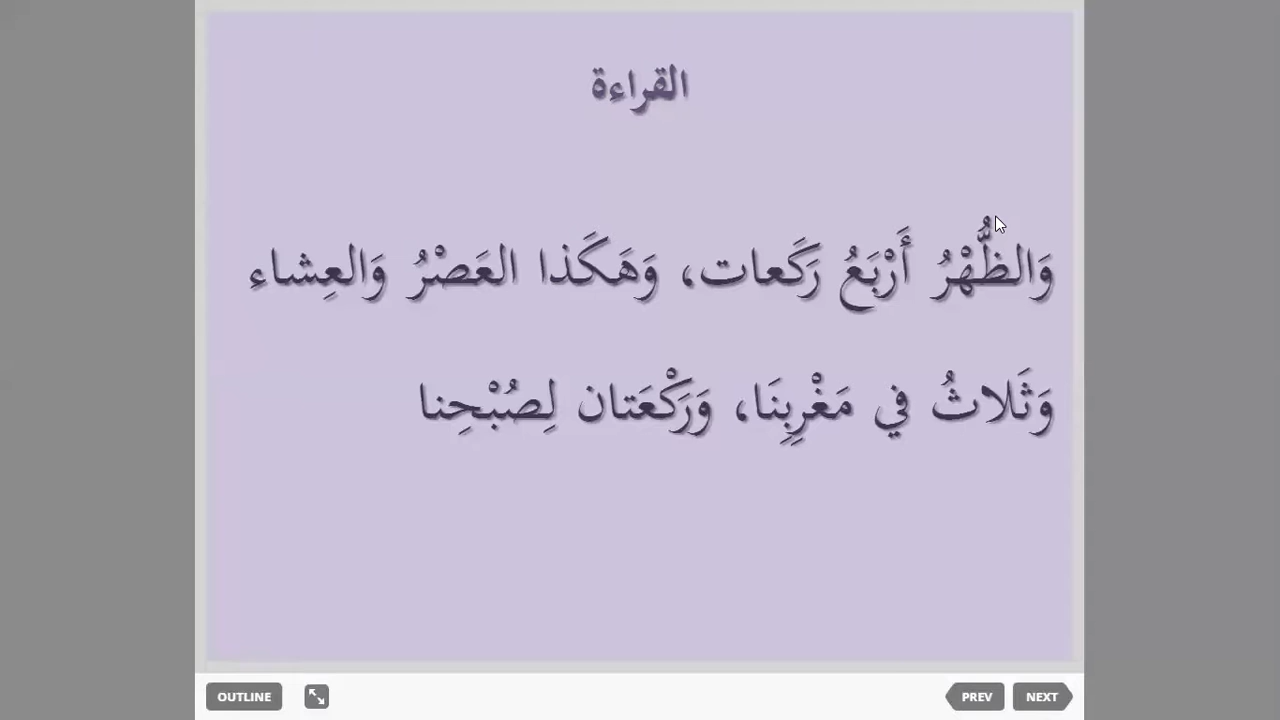 القراءة
وَالظُّهْرُ أَرْبَعُ رَكَعات، وَهَكَذا العَصْرُ وَالعِشاء
وَثَلاثُ في مَغْرِبِنَا، وَرَكْعَتان لِصُبْحِنا
OUTLINE PREV NEXT